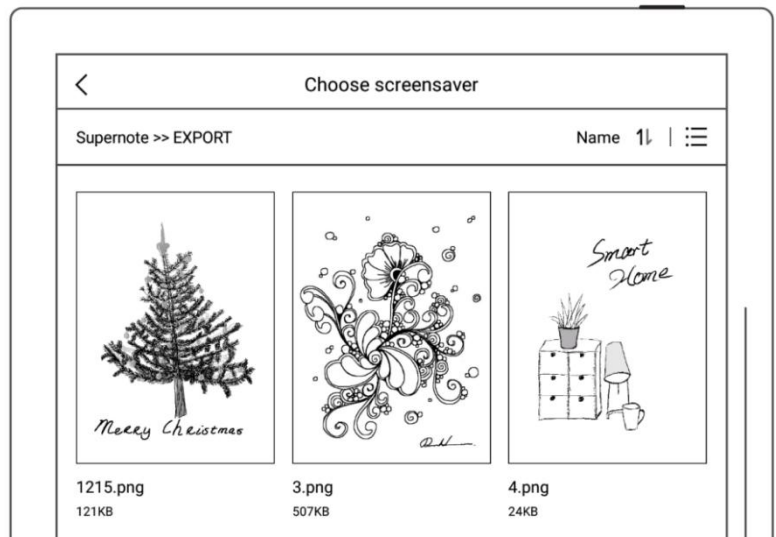 Choose screensaver
Supernote >> EXPORT
Name
Smart
Home
Merry Christmas
1215.png
3.png
4.png
121KB
507KB
24KB